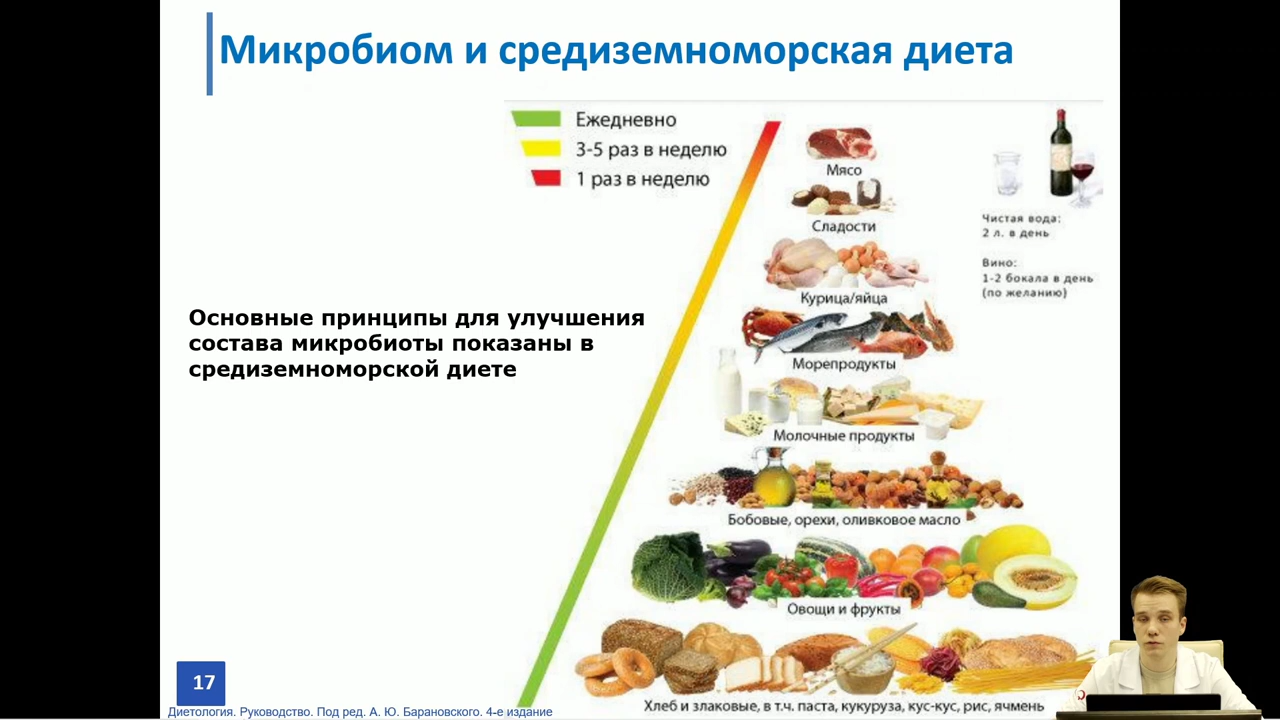 Микробиом и средиземноморская диета
Ежедневно
3-5 раз в неделю
1 раз в неделю
Основные принципы для улучшения
состава микробиоты показаны в
средиземноморской диете
Мясо
Сладости
Курица/яйца
Морепродукты
Молочные продукты
Бобовые, орехи, оливковое масло
Овощи и фрукты
Хлеб и злаковые, в т.ч. паста, кукуруза, кус-кус, рис, ячмень
Чистая вода:
2 л. в день
Вино:
1-2 бокала в день
(по желанию)
17
Диетология. Руководство. Под ред. А. Ю. Барановского. 4-е издание